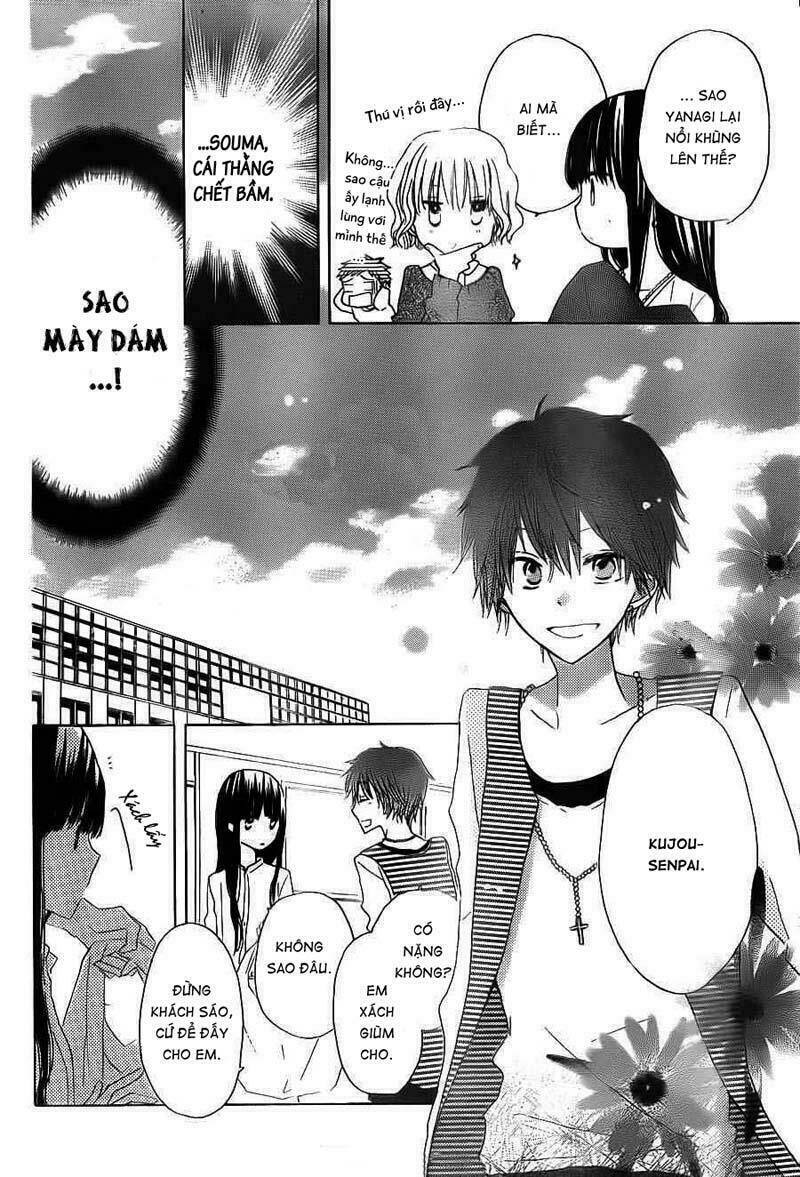 ... SAO
YANAGI LẠI
NỔI KHÙNG
LÊN THẾ?
AI MÀ
BIẾT...
Thú vị rồi đây...
Không...
sao cậu
ấy lạnh
lùng với
mình thế
...SOUMA,
CÁI THẰNG
CHẾT BẦM.
SAO
MÀY DÁM
...!
KUJOU-
SENPAI.
CÓ
NẶNG
KHÔNG?
EM
XÁCH
GIÙM
CHO.
KHÔNG
SAO ĐÂU.
Xách lấy
ĐỪNG
KHÁCH SÁO,
CỨ ĐỂ ĐẤY
CHO EM.